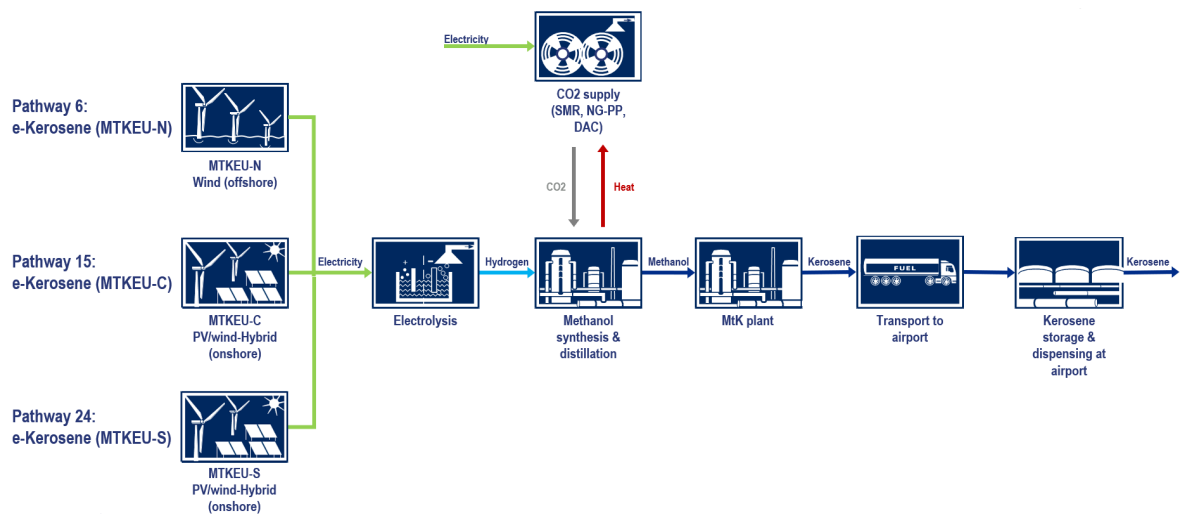 Electricity
CO2 supply
(SMR, NG-PP,
DAC)
Pathway 6:
e-Kerosene (MTKEU-N)
MTKEU-N
Wind (offshore)
CO2
Heat
Pathway 15:
e-Kerosene (MTKEU-C)
MTKEU-C
PV/wind-Hybrid
(onshore)
Electricity
Electrolysis
Hydrogen
Methanol
synthesis &
distillation
Methanol
MtK plant
Kerosene
FUEL
Transport to
airport
Kerosene
storage &
dispensing at
airport
Kerosene
Pathway 24:
e-Kerosene (MTKEU-S)
MTKEU-S
PV/wind-Hybrid
(onshore)